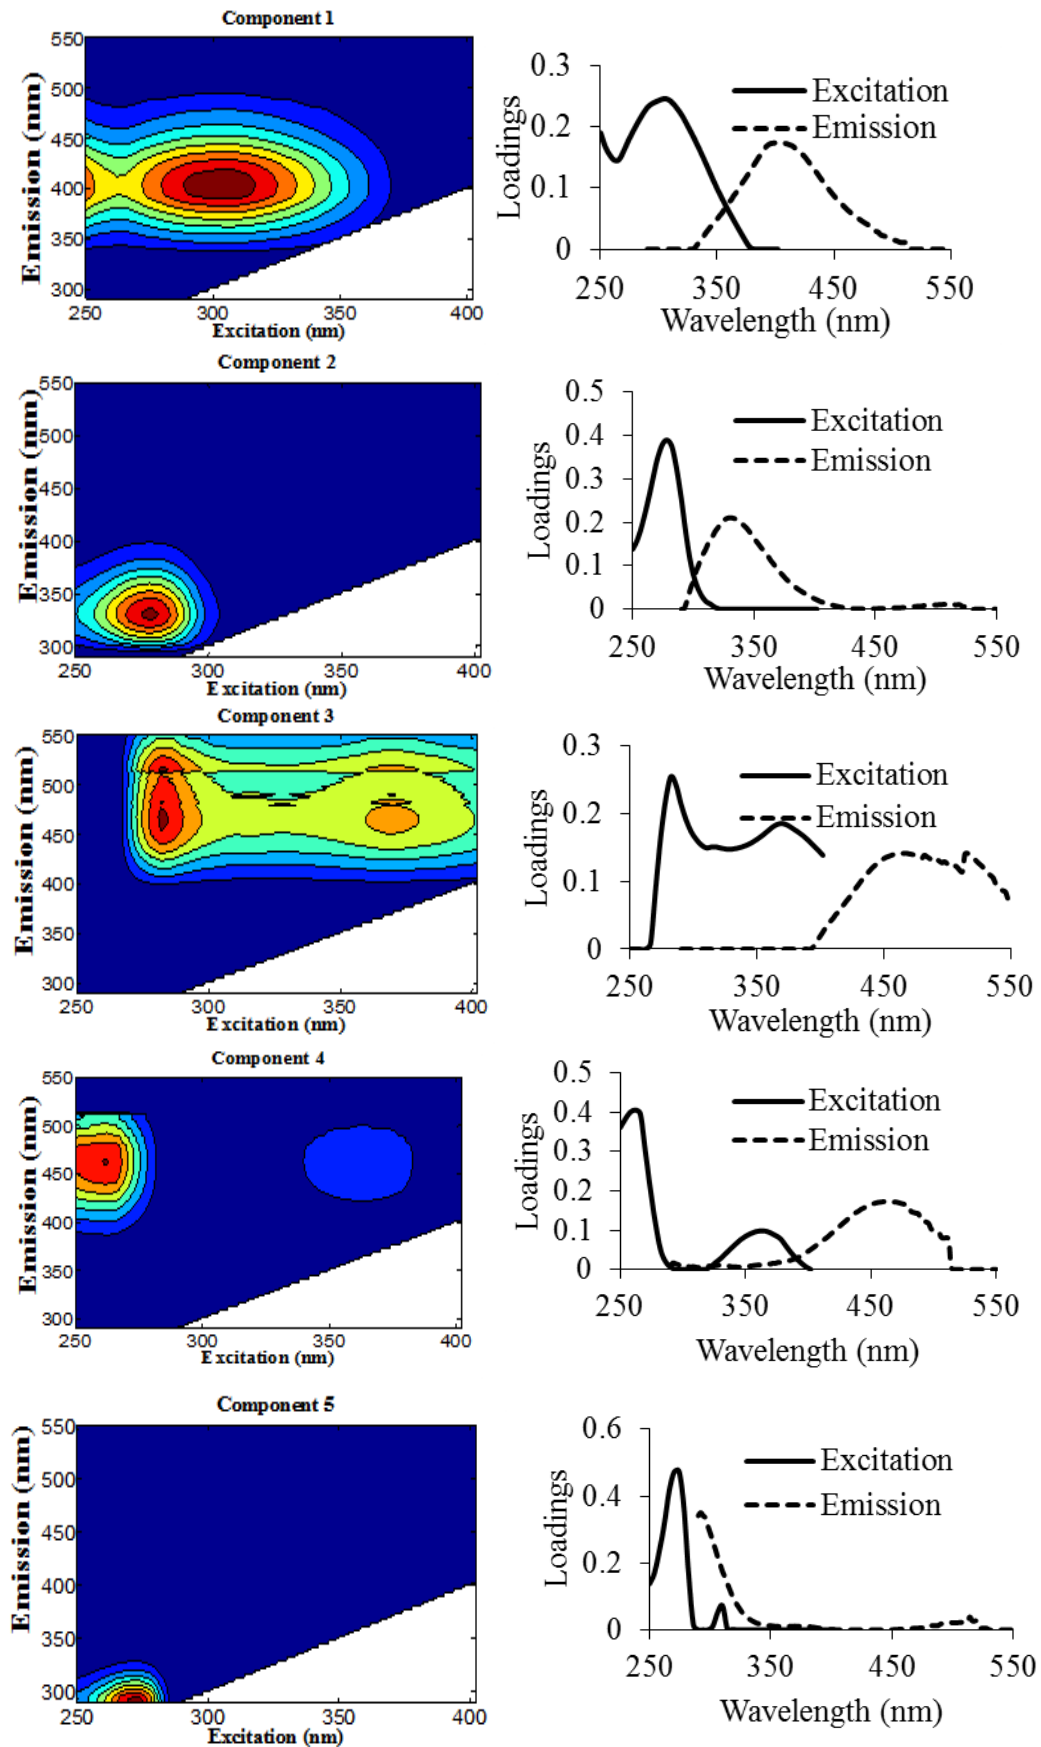 Component 1
550
500
450
400
350
300
250
300
350
400
Emission (nm)
Excitation (nm)
0.3
0.2
0.1
0
Loadings
Excitation
Emission
250
350
450
550
Wavelength (nm)
Component 2
550
500
450
400
350
300
250
300
350
400
Emission (nm)
Excitation (nm)
0.5
0.4
0.3
0.2
0.1
0
Loadings
Excitation
Emission
250
350
450
550
Wavelength (nm)
Component 3
550
500
450
400
350
300
250
300
350
400
Emission (nm)
Excitation (nm)
0.3
0.2
0.1
0
Loadings
Excitation
Emission
250
350
450
550
Wavelength (nm)
Component 4
550
500
450
400
350
300
250
300
350
400
Emission (nm)
Excitation (nm)
0.5
0.4
0.3
0.2
0.1
0
Loadings
Excitation
Emission
250
350
450
550
Wavelength (nm)
Component 5
550
500
450
400
350
300
250
300
350
400
Emission (nm)
Excitation (nm)
0.6
0.4
0.2
0
Loadings
Excitation
Emission
250
350
450
550
Wavelength (nm)